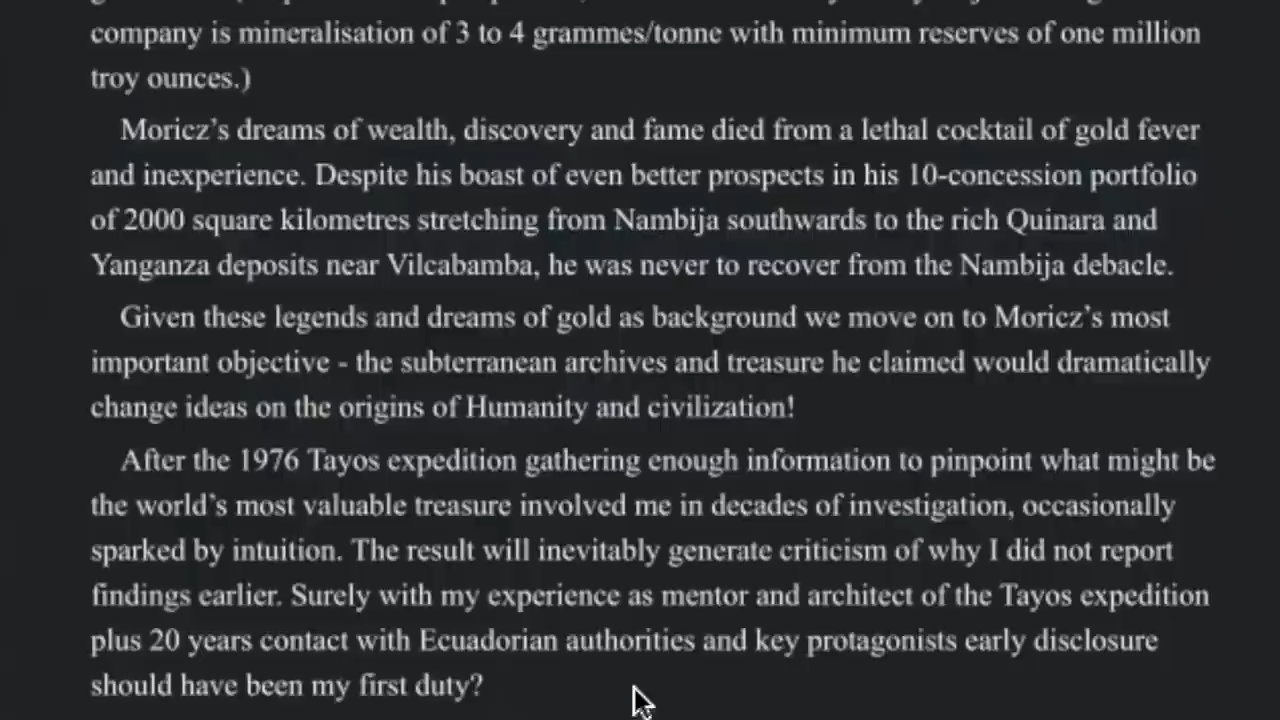 company is mineralisation of 3 to 4 grammes/tonne with minimum reserves of one million
troy ounces.)
Moricz’s dreams of wealth, discovery and fame died from a lethal cocktail of gold fever
and inexperience. Despite his boast of even better prospects in his 10-concession portfolio
of 2000 square kilometres stretching from Nambija southwards to the rich Quinara and
Yanganza deposits near Vilcabamba, he was never to recover from the Nambija debacle.
Given these legends and dreams of gold as background we move on to Moricz’s most
important objective - the subterranean archives and treasure he claimed would dramatically
change ideas on the origins of Humanity and civilization!
After the 1976 Tayos expedition gathering enough information to pinpoint what might be
the world’s most valuable treasure involved me in decades of investigation, occasionally
sparked by intuition. The result will inevitably generate criticism of why I did not report
findings earlier. Surely with my experience as mentor and architect of the Tayos expedition
plus 20 years contact with Ecuadorian authorities and key protagonists early disclosure
should have been my first duty?